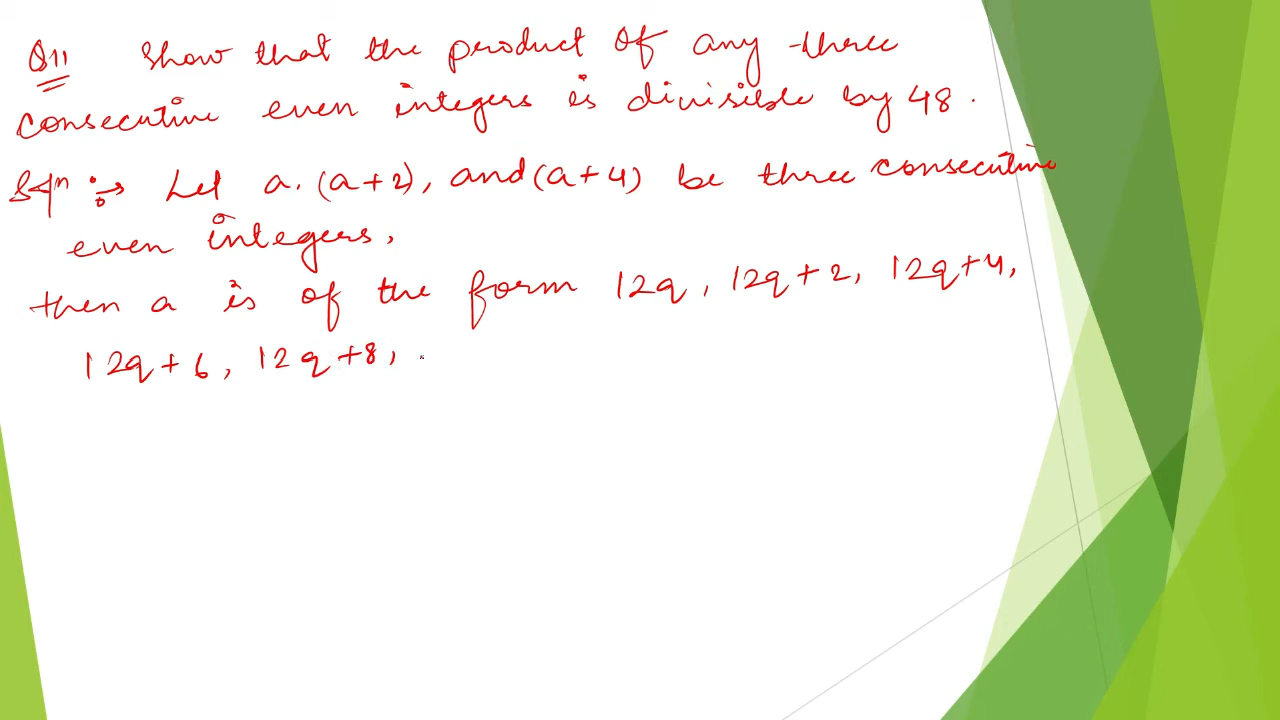 Q11 Show that the product of any three
consecutive even integers is divisible by 48.
Solⁿ :→ Let a. (a+2), and (a+4) be three consecutive
even integers,
then a is of the form 12q, 12q+2, 12q+4,
12q+6, 12q+8,